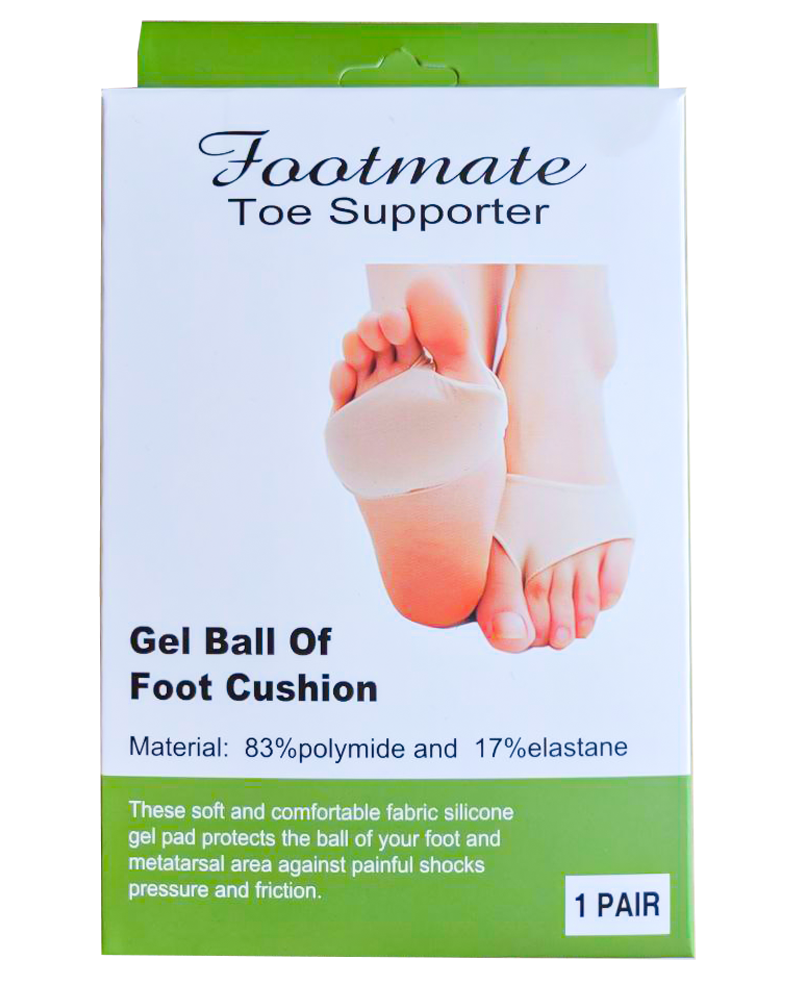 Footmate
Toe Supporter
Gel Ball Of
Foot Cushion
Material: 83%polymide and 17%elastane
These soft and comfortable fabric silicone
gel pad protects the ball of your foot and
metatarsal area against painful shocks
pressure and friction.
1 PAIR